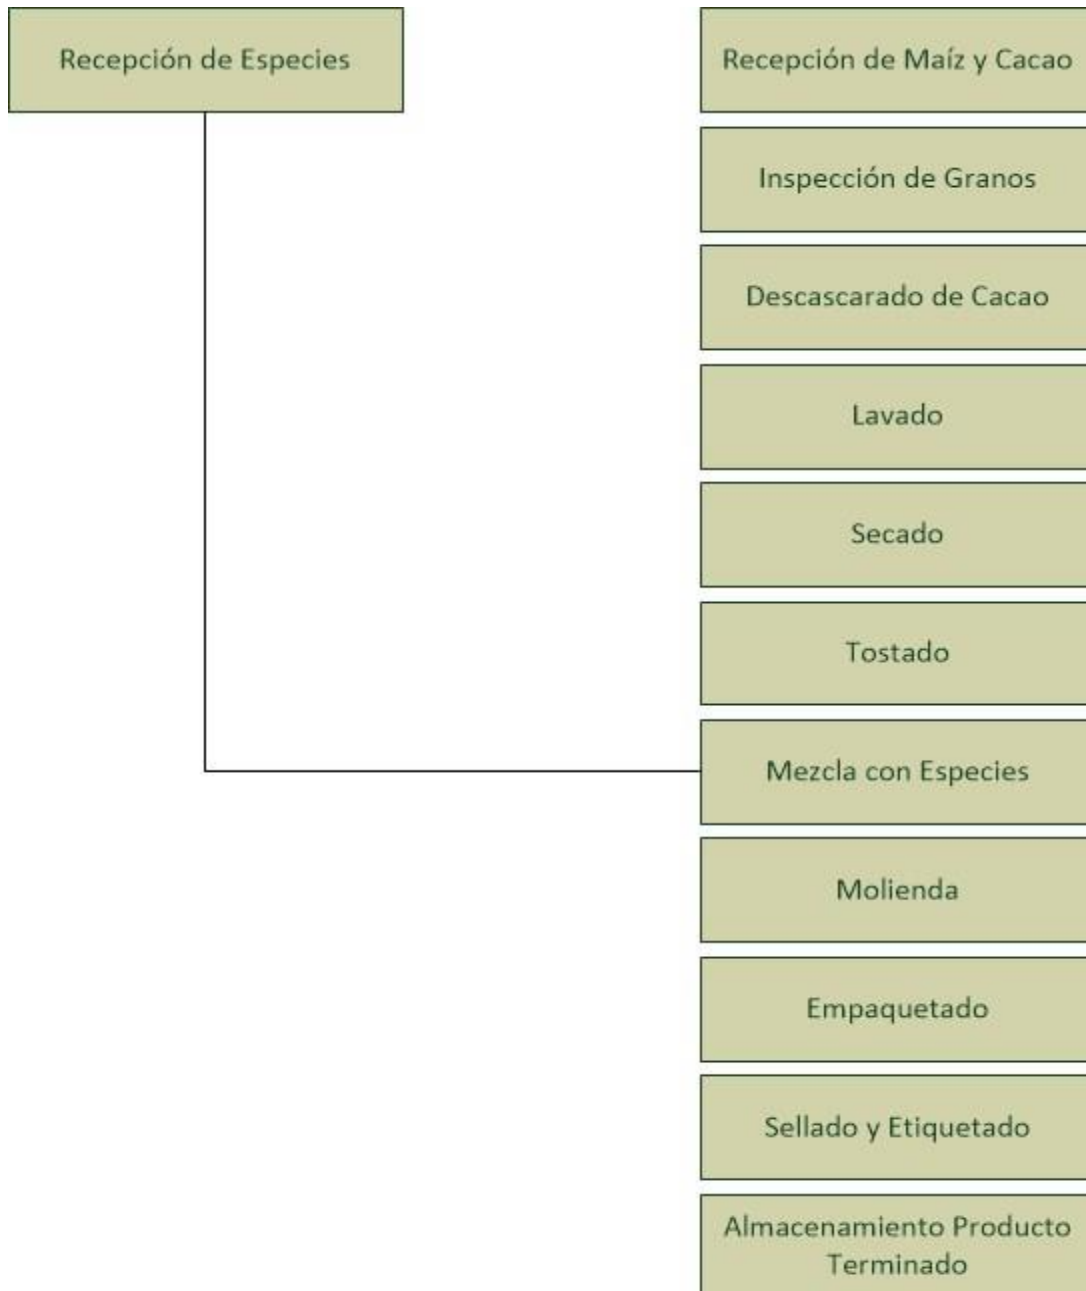 Recepción de Especies
Recepción de Maíz y Cacao
Inspección de Granos
Descascarado de Cacao
Lavado
Secado
Tostado
Mezcla con Especies
Molienda
Empaquetado
Sellado y Etiquetado
Almacenamiento Producto
Terminado